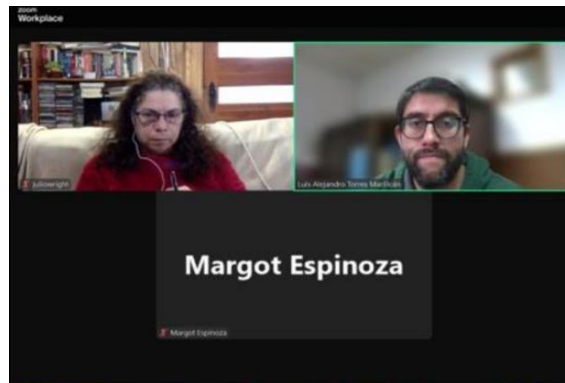 zoom
Workplace
Juliowright
Luis Alejandro Torres Mardicán
Margot Espinoza
Margot Espinoza